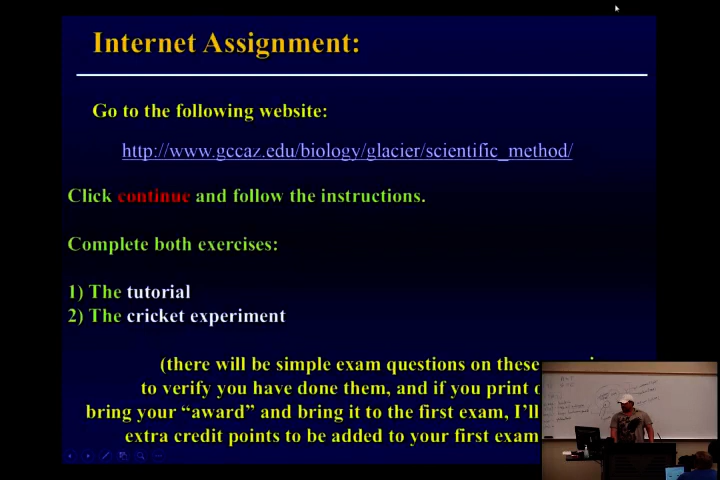 Internet Assignment:
Go to the following website:
http://www.gccaz.edu/biology/glacier/scientific_method/
Click continue and follow the instructions.
Complete both exercises:
1) The tutorial
2) The cricket experiment
(there will be simple exam questions on these
to verify you have done them, and if you print
bring your “award” and bring it to the first exam, I’ll
extra credit points to be added to your first exam